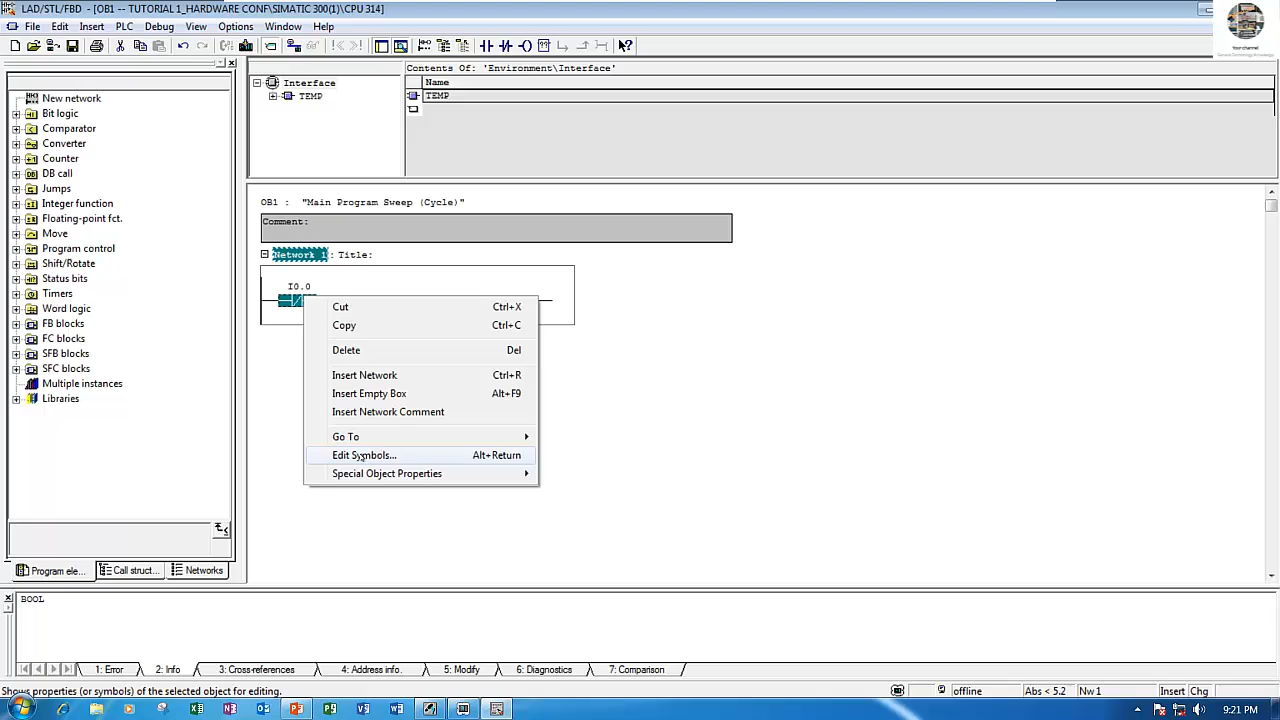 LAD/STL/FBD - [OB1 -- TUTORIAL 1_HARDWARE CONF\SIMATIC 300(1)\CPU 314]
File Edit Insert PLC Debug View Options Window Help
Your channel
Contents Of: 'Environment\Interface'
Interface
TEMP
Name
TEMP
New network
Bit logic
Comparator
Converter
Counter
DB call
Jumps
Integer function
Floating-point fct.
Move
Program control
Shift/Rotate
Status bits
Timers
Word logic
FB blocks
FC blocks
SFB blocks
SFC blocks
Multiple instances
Libraries
OB1 : "Main Program Sweep (Cycle)"
Comment:
Network 1: Title:
I0.0
Cut Ctrl+X
Copy Ctrl+C
Delete Del
Insert Network Ctrl+R
Insert Empty Box Alt+F9
Insert Network Comment
Go To
Edit Symbols... Alt+Return
Special Object Properties
Program ele... Call struct... Networks
BOOL
1: Error 2: Info 3: Cross-references 4: Address info. 5: Modify 6: Diagnostics 7: Comparison
Shows properties (or symbols) of the selected object for editing.
offline Abs < 5.2 Nw 1 Insert Chg
9:21 PM